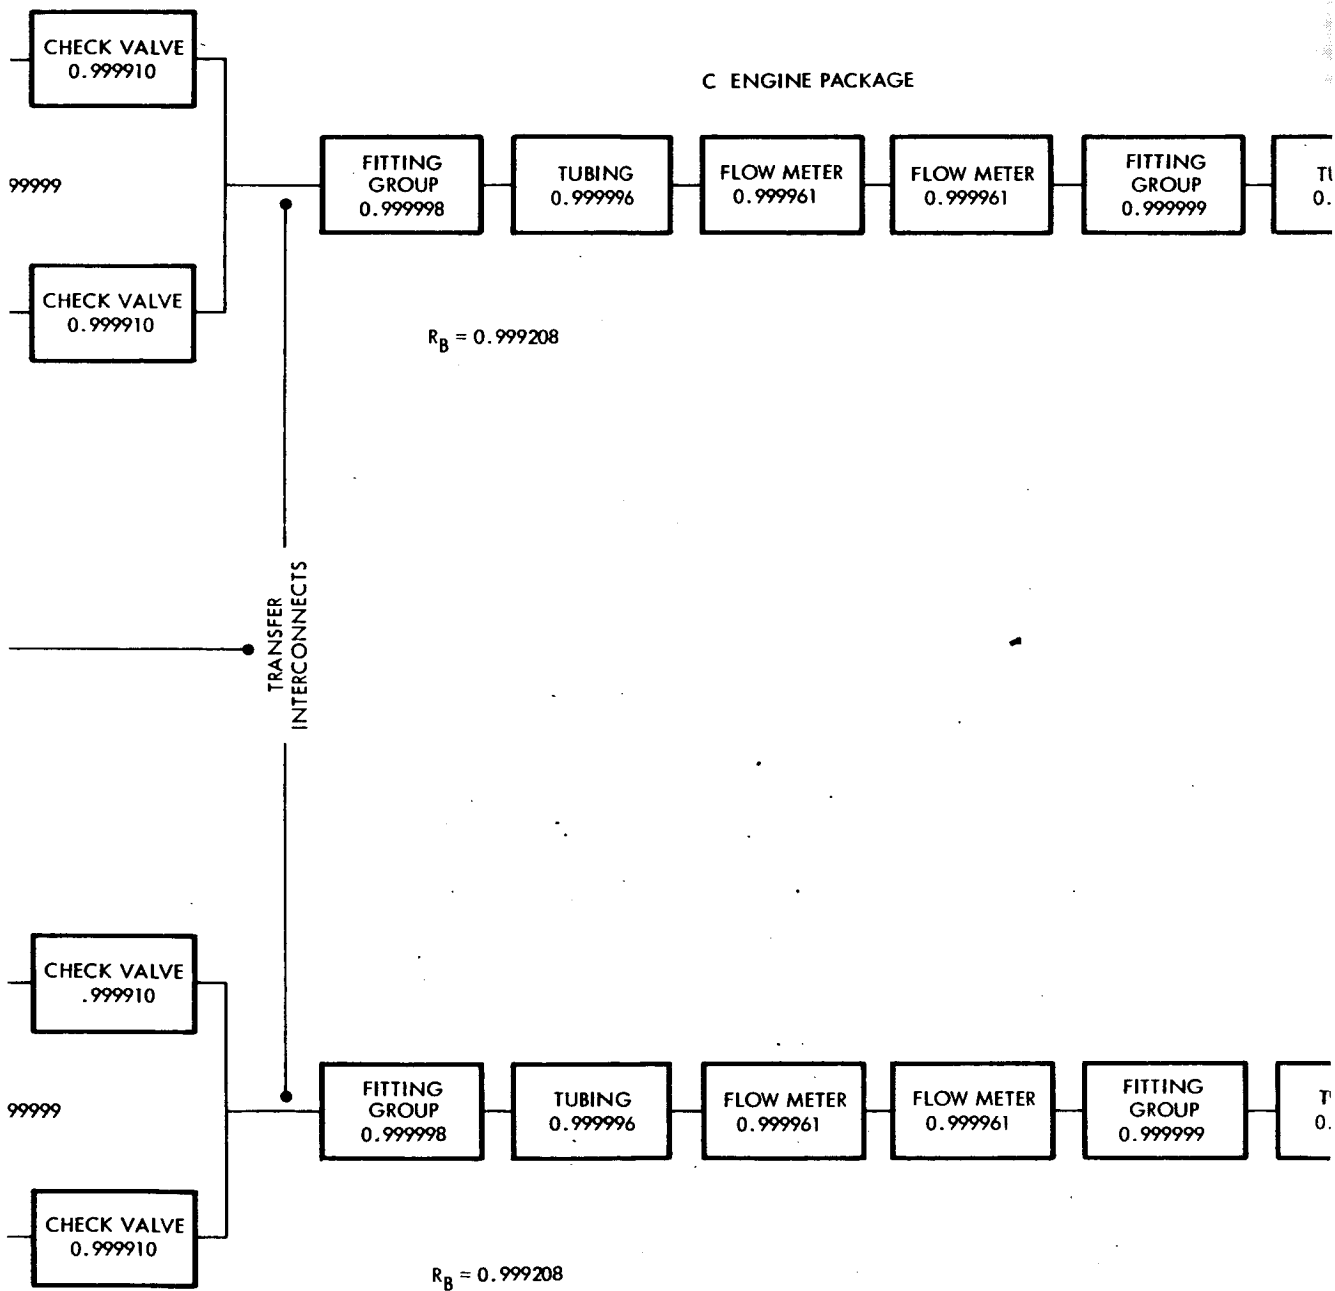 CHECK VALVE
0.999910
C ENGINE PACKAGE
99999
FITTING
GROUP
0.999998
TUBING
0.999996
FLOW METER
0.999961
FLOW METER
0.999961
FITTING
GROUP
0.999999
TU
0.
CHECK VALVE
0.999910
R_B = 0.999208
TRANSFER
INTERCONNECTS
CHECK VALVE
.999910
99999
FITTING
GROUP
0.999998
TUBING
0.999996
FLOW METER
0.999961
FLOW METER
0.999961
FITTING
GROUP
0.999999
0.
CHECK VALVE
0.999910
R_B = 0.999208